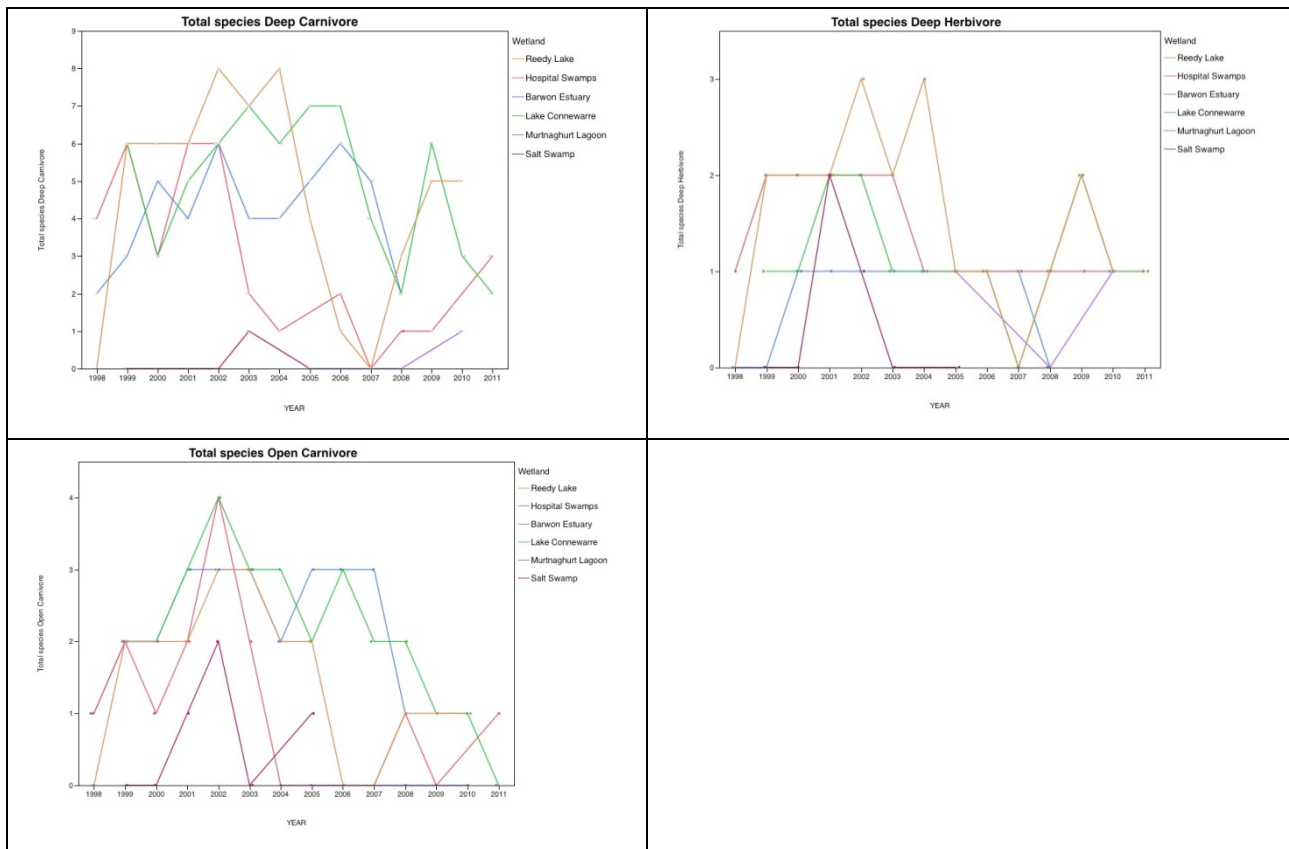 Total species Deep Carnivore
Wetland
Reedy Lake
Hospital Swamps
Barwon Estuary
Lake Connewarre
Murtnaghurt Lagoon
Salt Swamp
Total species Deep Carnivore
9
8
7
6
5
4
3
2
1
0
1998 1999 2000 2001 2002 2003 2004 2005 2006 2007 2008 2009 2010 2011
YEAR
Total species Deep Herbivore
Wetland
Reedy Lake
Hospital Swamps
Barwon Estuary
Lake Connewarre
Murtnaghurt Lagoon
Salt Swamp
Total species Deep Herbivore
3
2
1
0
1998 1999 2000 2001 2002 2003 2004 2005 2006 2007 2008 2009 2010 2011
YEAR
Total species Open Carnivore
Wetland
Reedy Lake
Hospital Swamps
Barwon Estuary
Lake Connewarre
Murtnaghurt Lagoon
Salt Swamp
Total species Open Carnivore
4
3
2
1
0
1998 1999 2000 2001 2002 2003 2004 2005 2006 2007 2008 2009 2010 2011
YEAR